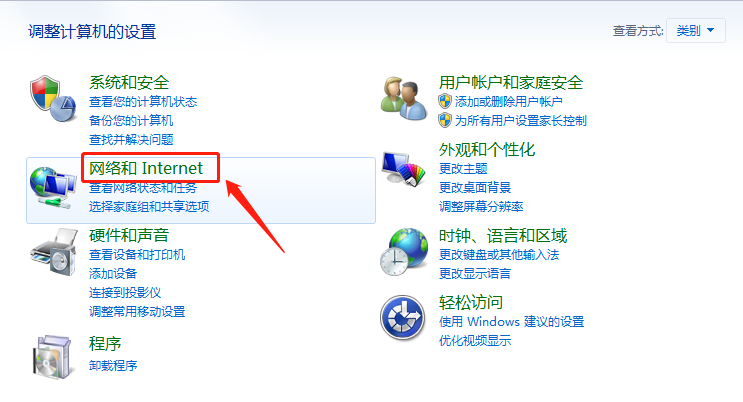 调整计算机的设置
查看方式: 类别
系统和安全
查看您的计算机状态
备份您的计算机
查找并解决问题
网络和 Internet
查看网络状态和任务
选择家庭组和共享选项
硬件和声音
查看设备和打印机
添加设备
连接到投影仪
调整常用移动设置
程序
卸载程序
用户帐户和家庭安全
添加或删除用户帐户
为所有用户设置家长控制
外观和个性化
更改主题
更改桌面背景
调整屏幕分辨率
时钟、语言和区域
更改键盘或其他输入法
更改显示语言
轻松访问
使用 Windows 建议的设置
优化视频显示